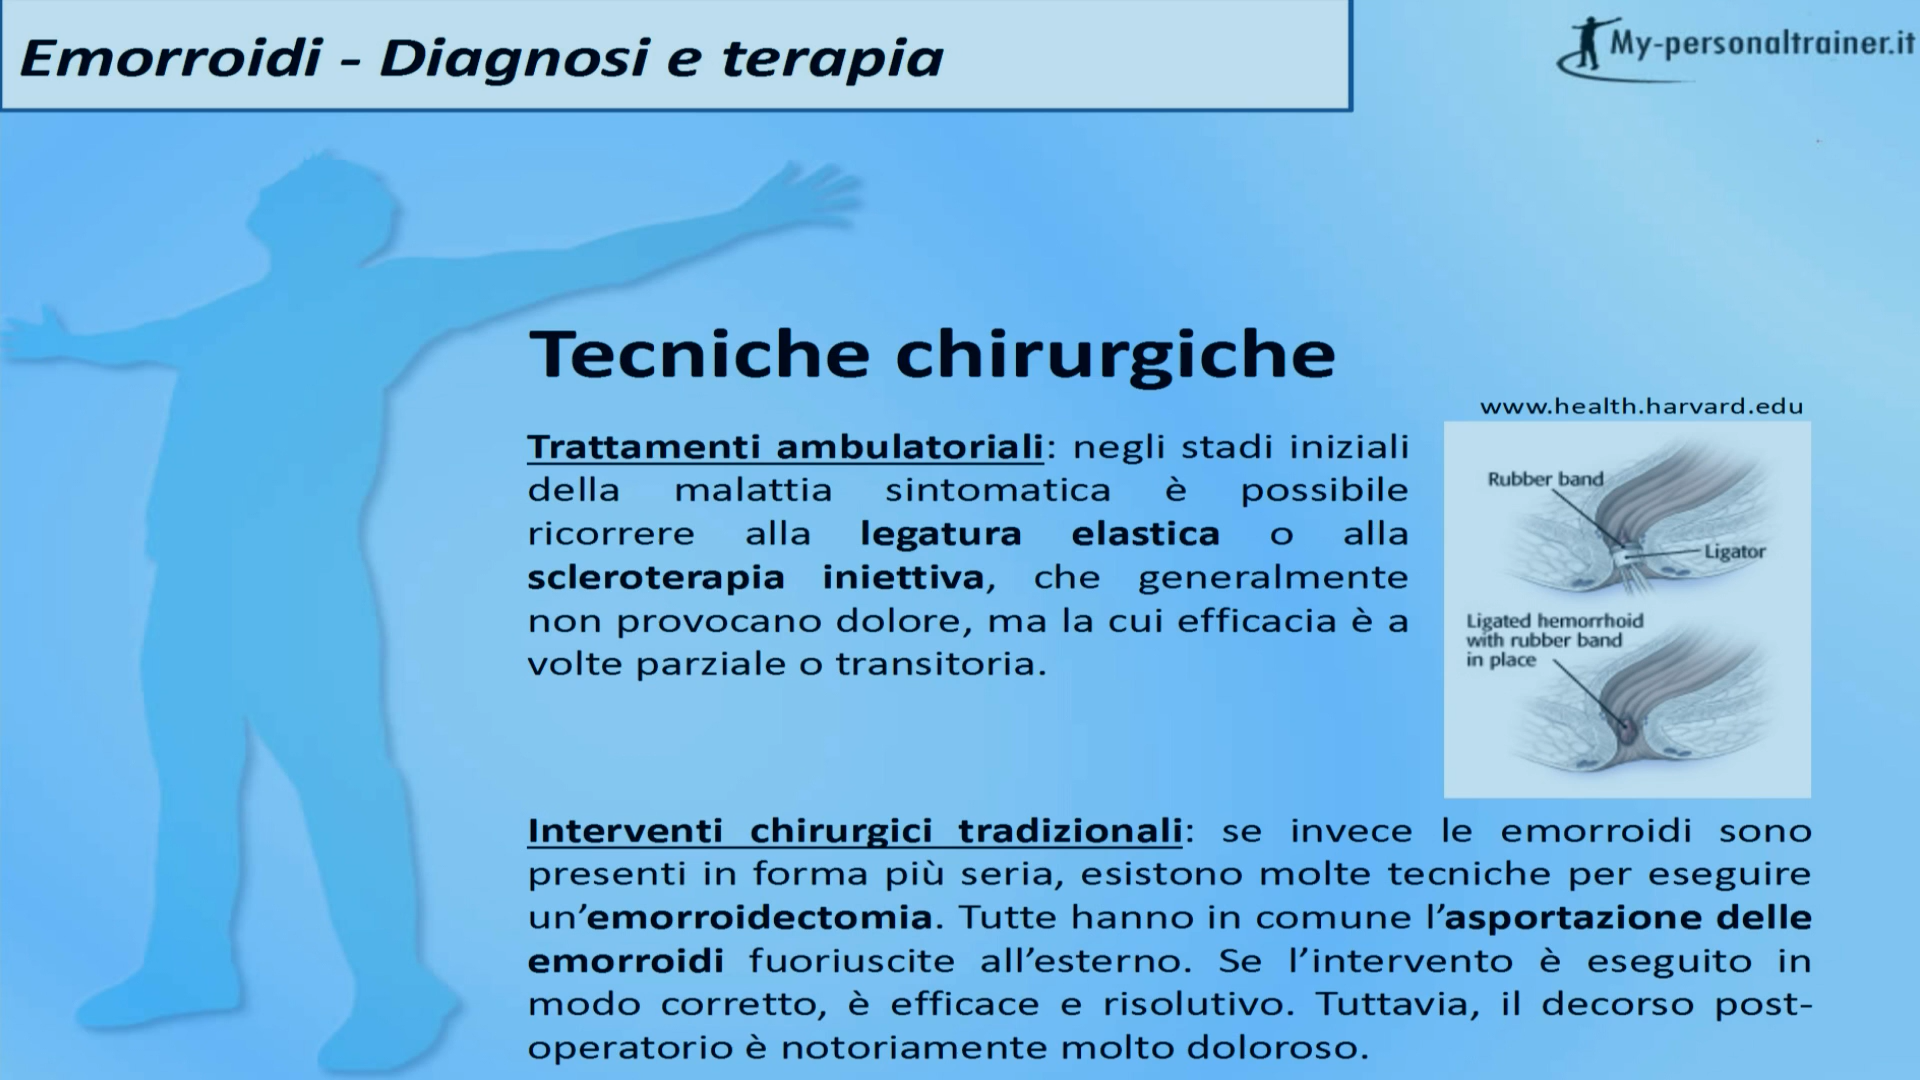 Emorroidi - Diagnosi e terapia
My-personaltrainer.it
Tecniche chirurgiche
www.health.harvard.edu
Trattamenti ambulatoriali: negli stadi iniziali
della malattia sintomatica è possibile
ricorrere alla legatura elastica o alla
scleroterapia iniettiva, che generalmente
non provocano dolore, ma la cui efficacia è a
volte parziale o transitoria.
Rubber band
Ligator
Ligated hemorrhoid
with rubber band
in place
Interventi chirurgici tradizionali: se invece le emorroidi sono
presenti in forma più seria, esistono molte tecniche per eseguire
un’emorroidectomia. Tutte hanno in comune l’asportazione delle
emorroidi fuoriuscite all’esterno. Se l’intervento è eseguito in
modo corretto, è efficace e risolutivo. Tuttavia, il decorso post-
operatorio è notoriamente molto doloroso.